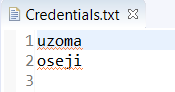 Credentials.txt
1 uzoma
2 oseji
3